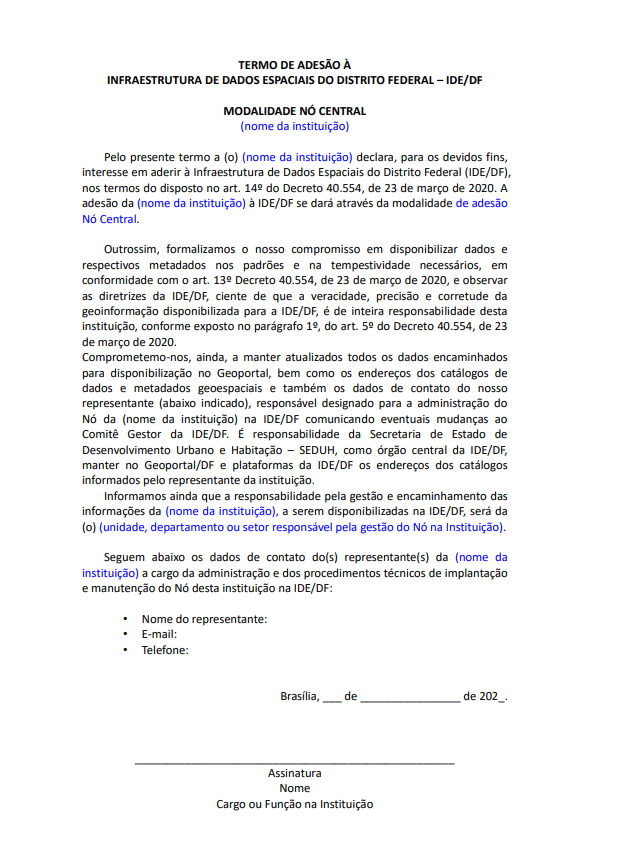 TERMO DE ADESÃO À
INFRAESTRUTURA DE DADOS ESPACIAIS DO DISTRITO FEDERAL – IDE/DF
MODALIDADE NÓ CENTRAL
(nome da instituição)
Pelo presente termo a (o) (nome da instituição) declara, para os devidos fins,
interesse em aderir à Infraestrutura de Dados Espaciais do Distrito Federal (IDE/DF),
nos termos do disposto no art. 14º do Decreto 40.554, de 23 de março de 2020. A
adesão da (nome da instituição) à IDE/DF se dará através da modalidade de adesão
Nó Central.
Outrossim, formalizamos o nosso compromisso em disponibilizar dados e
respectivos metadados nos padrões e na tempestividade necessários, em
conformidade com o art. 13º Decreto 40.554, de 23 de março de 2020, e observar
as diretrizes da IDE/DF, ciente de que a veracidade, precisão e corretude da
geoinformação disponibilizada para a IDE/DF, é de inteira responsabilidade desta
instituição, conforme exposto no parágrafo 1º, do art. 5º do Decreto 40.554, de 23
de março de 2020.
Comprometemo-nos, ainda, a manter atualizados todos os dados encaminhados
para disponibilização no Geoportal, bem como os endereços dos catálogos de
dados e metadados geoespaciais e também os dados de contato do nosso
representante (abaixo indicado), responsável designado para a administração do
Nó da (nome da instituição) na IDE/DF comunicando eventuais mudanças ao
Comitê Gestor da IDE/DF. É responsabilidade da Secretaria de Estado de
Desenvolvimento Urbano e Habitação – SEDUH, como órgão central da IDE/DF,
manter no Geoportal/DF e plataformas da IDE/DF os endereços dos catálogos
informados pelo representante da instituição.
Informamos ainda que a responsabilidade pela gestão e encaminhamento das
informações da (nome da instituição), a serem disponibilizadas na IDE/DF, será da
(o) (unidade, departamento ou setor responsável pela gestão do Nó na Instituição).
Seguem abaixo os dados de contato do(s) representante(s) da (nome da
instituição) a cargo da administração e dos procedimentos técnicos de implantação
e manutenção do Nó desta instituição na IDE/DF:
• Nome do representante:
• E-mail:
• Telefone:
Brasília, ___ de ________________ de 202_.
___________________________________________________
Assinatura
Nome
Cargo ou Função na Instituição